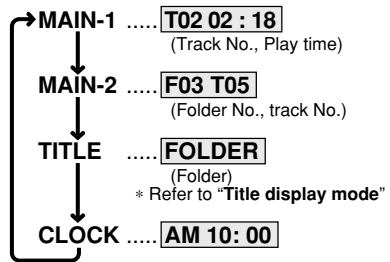 MAIN-1 ..... T02 02 : 18
(Track No., Play time)
MAIN-2 ..... F03 T05
(Folder No., track No.)
TITLE ..... FOLDER
(Folder)
* Refer to “Title display mode”
CLOCK ..... AM 10: 00